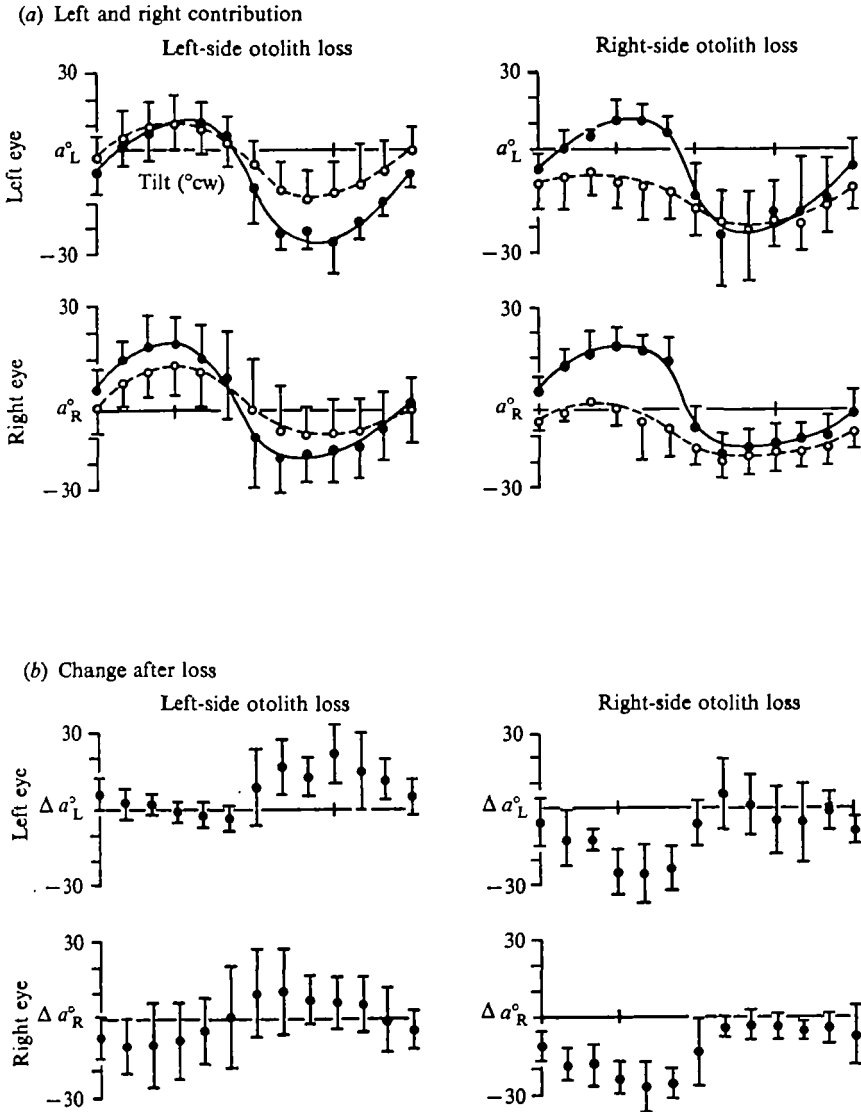 (a) Left and right contribution
Left-side otolith loss
Right-side otolith loss
30
a°L
Tilt (°cw)
−30
Left eye
30
a°L
−30
30
a°R
−30
Right eye
30
a°R
−30
(b) Change after loss
Left-side otolith loss
Right-side otolith loss
30
Δ a°L
−30
Left eye
30
Δ a°L
−30
30
Δ a°R
−30
Right eye
30
Δ a°R
−30